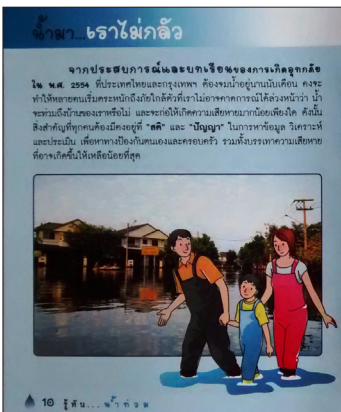 น้ำมา...เราไม่กลัว
จากประสบการณ์และบทเรียนของการเกิดอุทกภัย
ใน พ.ศ. 2554 ที่ประเทศไทยและกรุงเทพฯ ต้องจมน้ำอยู่นานนับเดือน คงจะ
ทำให้หลายคนเริ่มตระหนักถึงภัยใกล้ตัวที่เราไม่อาจคาดการณ์ได้ล่วงหน้าว่า น้ำ
จะท่วมถึงบ้านของเราหรือไม่ และจะก่อให้เกิดความเสียหายมากน้อยเพียงใด ดังนั้น
สิ่งสำคัญที่ทุกคนต้องมีคงอยู่ที่ "สติ" และ "ปัญญา" ในการหาข้อมูล วิเคราะห์
และประเมิน เพื่อหาทางป้องกันตนเองและครอบครัว รวมทั้งบรรเทาความเสียหาย
ที่อาจเกิดขึ้นให้เหลือน้อยที่สุด
10 รู้ทัน...น้ำท่วม